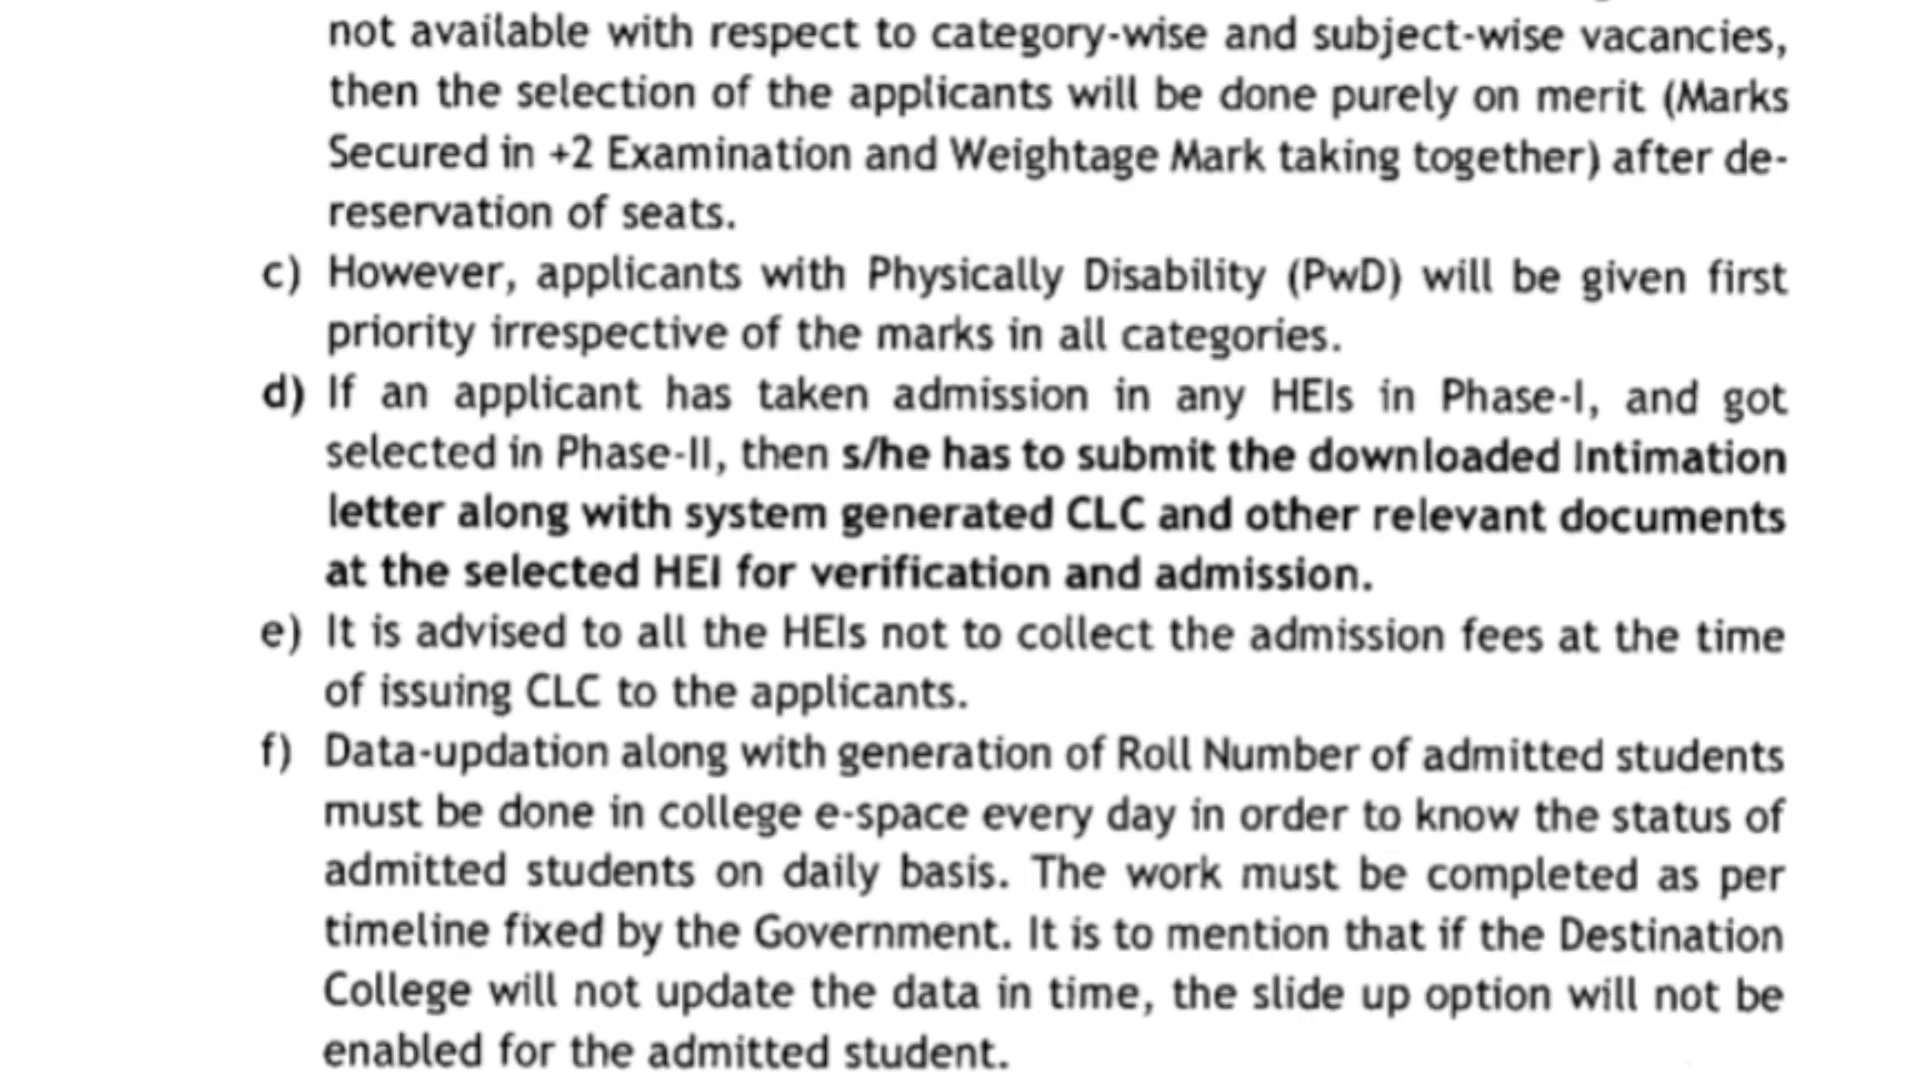 not available with respect to category-wise and subject-wise vacancies,
then the selection of the applicants will be done purely on merit (Marks
Secured in +2 Examination and Weightage Mark taking together) after de-
reservation of seats.
c) However, applicants with Physically Disability (PwD) will be given first
priority irrespective of the marks in all categories.
d) If an applicant has taken admission in any HEIs in Phase-I, and got
selected in Phase-II, then s/he has to submit the downloaded Intimation
letter along with system generated CLC and other relevant documents
at the selected HEI for verification and admission.
e) It is advised to all the HEIs not to collect the admission fees at the time
of issuing CLC to the applicants.
f) Data-updation along with generation of Roll Number of admitted students
must be done in college e-space every day in order to know the status of
admitted students on daily basis. The work must be completed as per
timeline fixed by the Government. It is to mention that if the Destination
College will not update the data in time, the slide up option will not be
enabled for the admitted student.